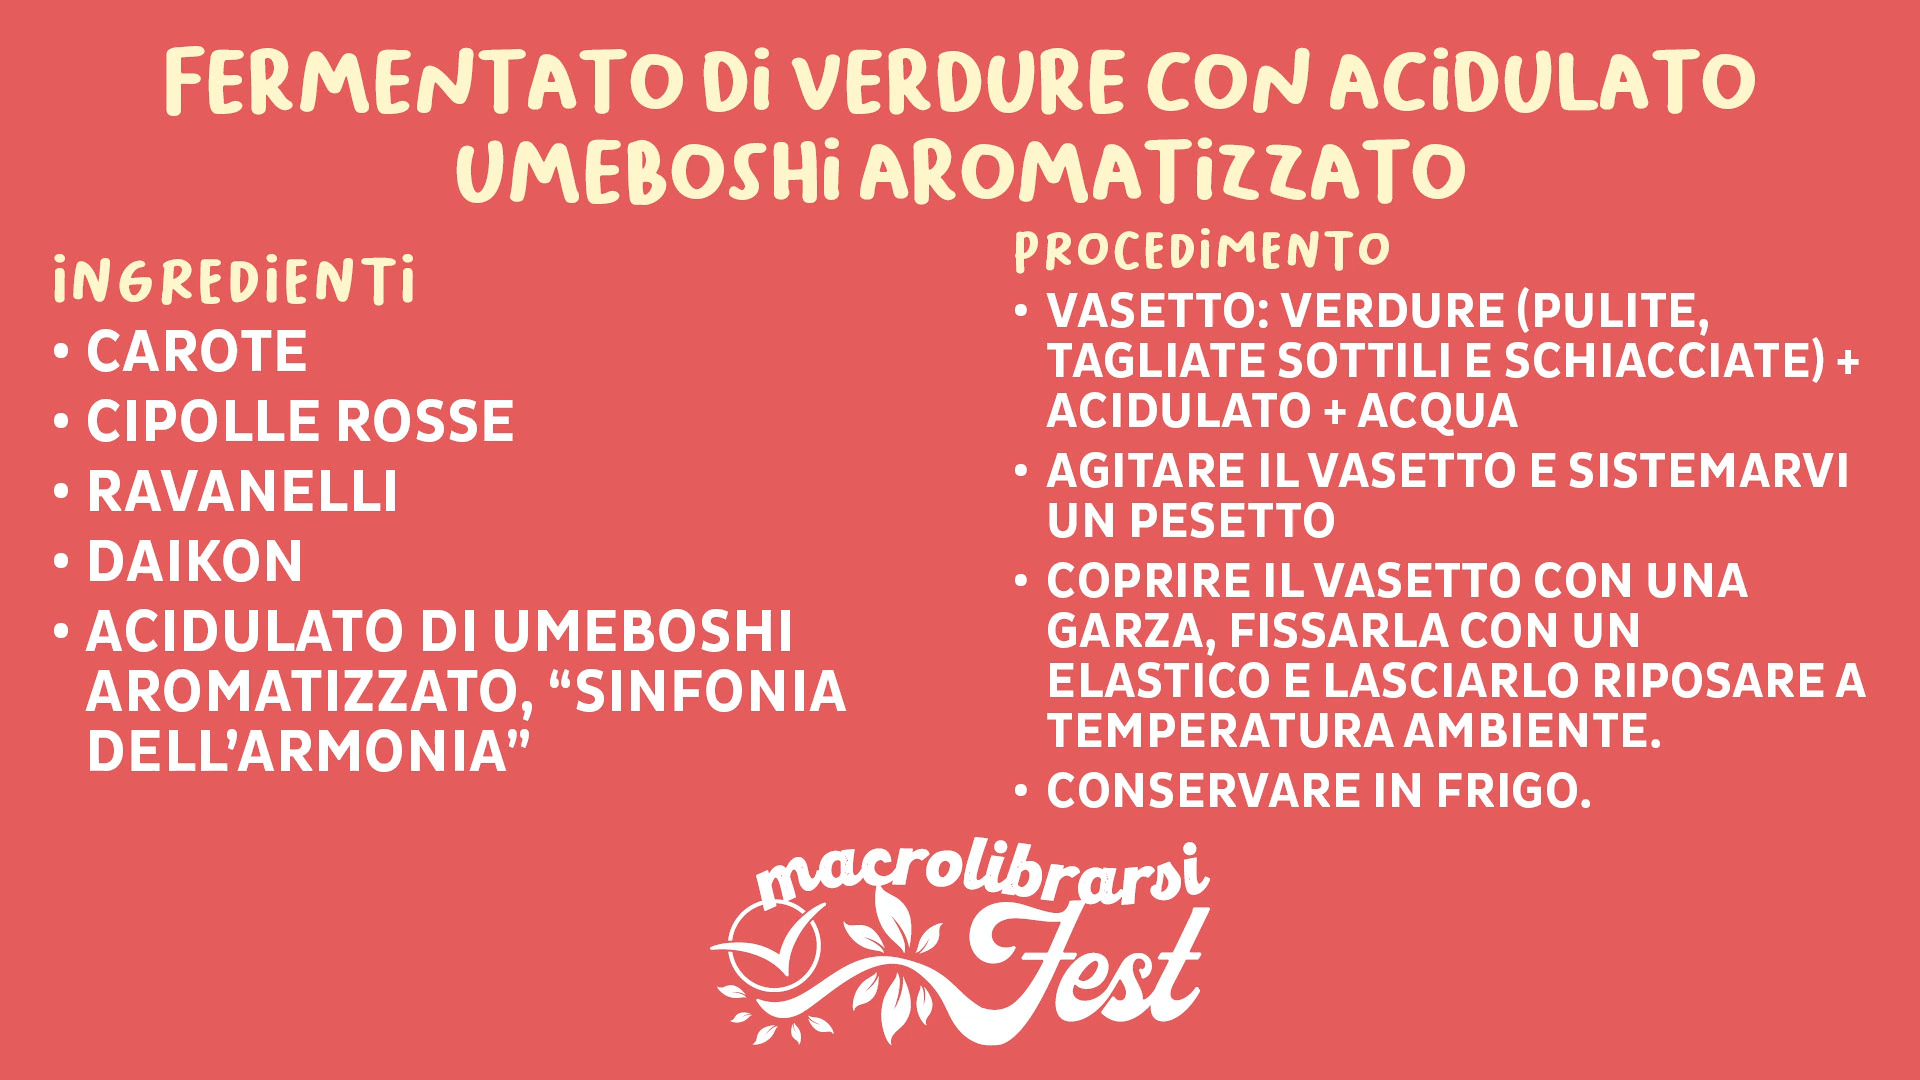 FERMENTATO Di VERDURE CON ACiDULATO
UMEBOSHi AROMATiZZATO
iNGREDiENTi
• CAROTE
• CIPOLLE ROSSE
• RAVANELLI
• DAIKON
• ACIDULATO DI UMEBOSHI
AROMATIZZATO, “SINFONIA
DELL’ARMONIA”
PROCEDiMENTO
• VASETTO: VERDURE (PULITE,
TAGLIATE SOTTILI E SCHIACCIATE) +
ACIDULATO + ACQUA
• AGITARE IL VASETTO E SISTEMARVI
UN PESETTO
• COPRIRE IL VASETTO CON UNA
GARZA, FISSARLA CON UN
ELASTICO E LASCIARLO RIPOSARE A
TEMPERATURA AMBIENTE.
• CONSERVARE IN FRIGO.
macrolibrarsi
Fest